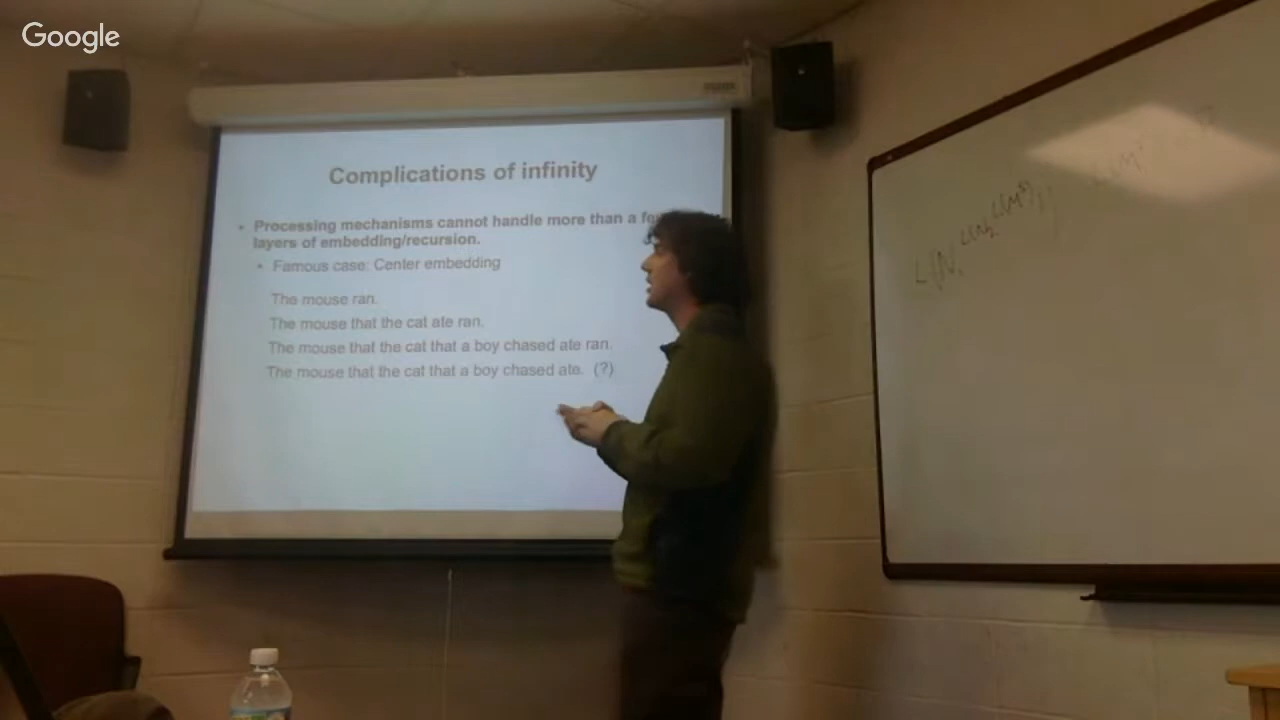 Google
Complications of infinity
• Processing mechanisms cannot handle more than a
layers of embedding/recursion.
• Famous case: Center embedding
The mouse ran.
The mouse that the cat ate ran.
The mouse that the cat that a boy chased ate ran.
The mouse that the cat that a boy chased ate. (?)